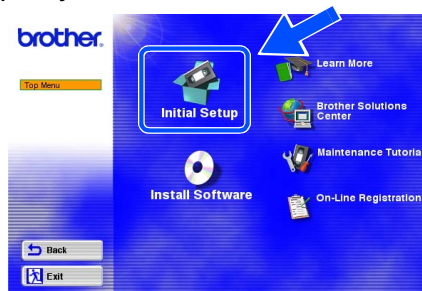 brother.
Top Menu
Initial Setup
Install Software
Learn More
Brother Solutions
Center
Maintenance Tutoria
On-Line Registration
Back
Exit